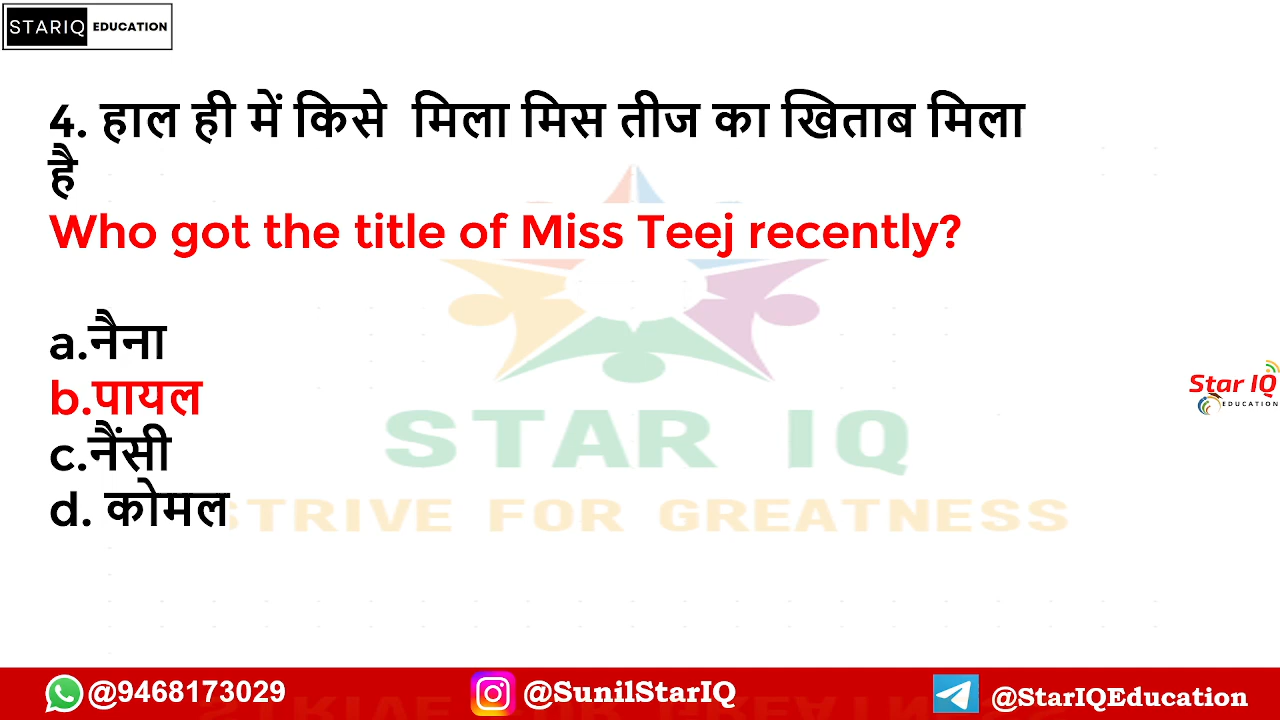 STARIQ EDUCATION
4. हाल ही में किसे  मिला मिस तीज का खिताब मिला
है
Who got the title of Miss Teej recently?
a.नैना
b.पायल
c.नैंसी
d. कोमल
STAR IQ
STRIVE FOR GREATNESS
Star IQ
EDUCATION
@9468173029 @SunilStarIQ @StarIQEducation